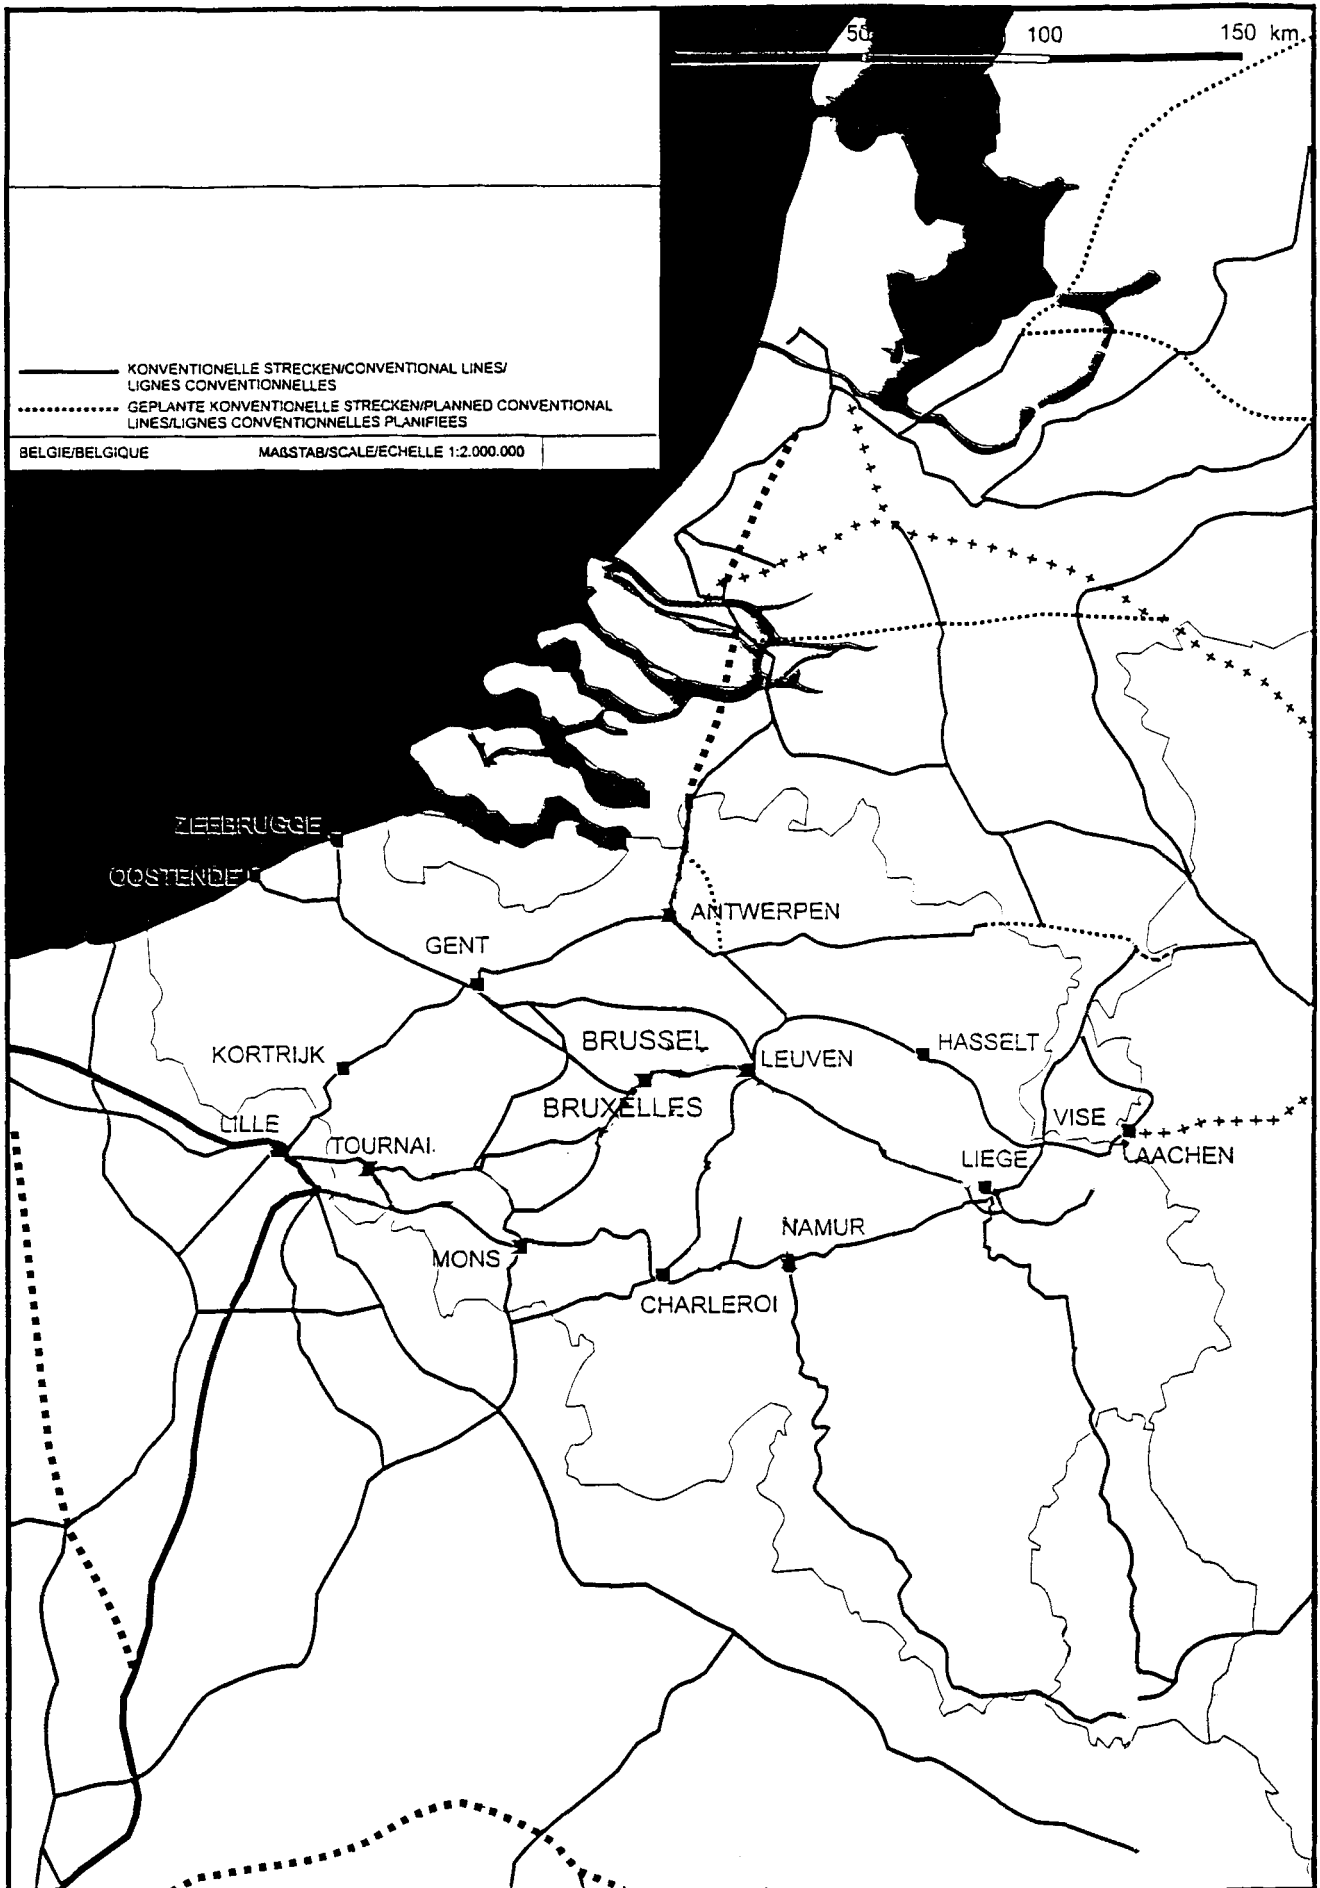 50 100 150 km
KONVENTIONELLE STRECKEN/CONVENTIONAL LINES/
LIGNES CONVENTIONNELLES
GEPLANTE KONVENTIONELLE STRECKEN/PLANNED CONVENTIONAL
LINES/LIGNES CONVENTIONNELLES PLANIFIEES
BELGIE/BELGIQUE MAßSTAB/SCALE/ECHELLE 1:2.000.000
ZEEBRUGGE
OOSTENDE
ANTWERPEN
GENT
BRUSSEL
HASSELT
KORTRIJK
LEUVEN
BRUXELLES
LILLE
VISE
TOURNAI
AACHEN
LIEGE
NAMUR
MONS
CHARLEROI